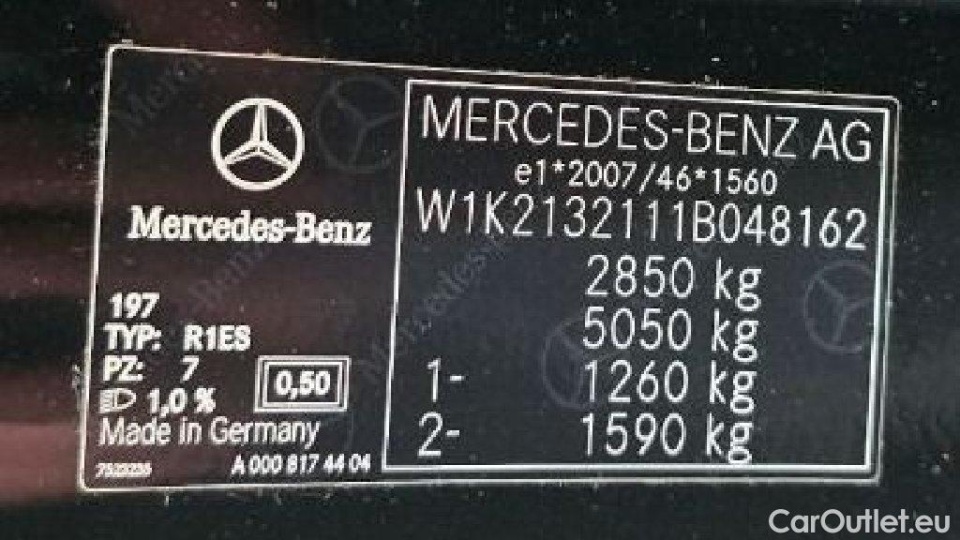 Mercedes-Benz
197
TYP: R1ES
PZ: 7
1,0 %
0,50
Made in Germany
7523235
A 000 817 44 04
MERCEDES-BENZ AG
e1*2007/46*1560
W1K2132111B048162
2850 kg
5050 kg
1- 1260 kg
2- 1590 kg
CarOutlet.eu